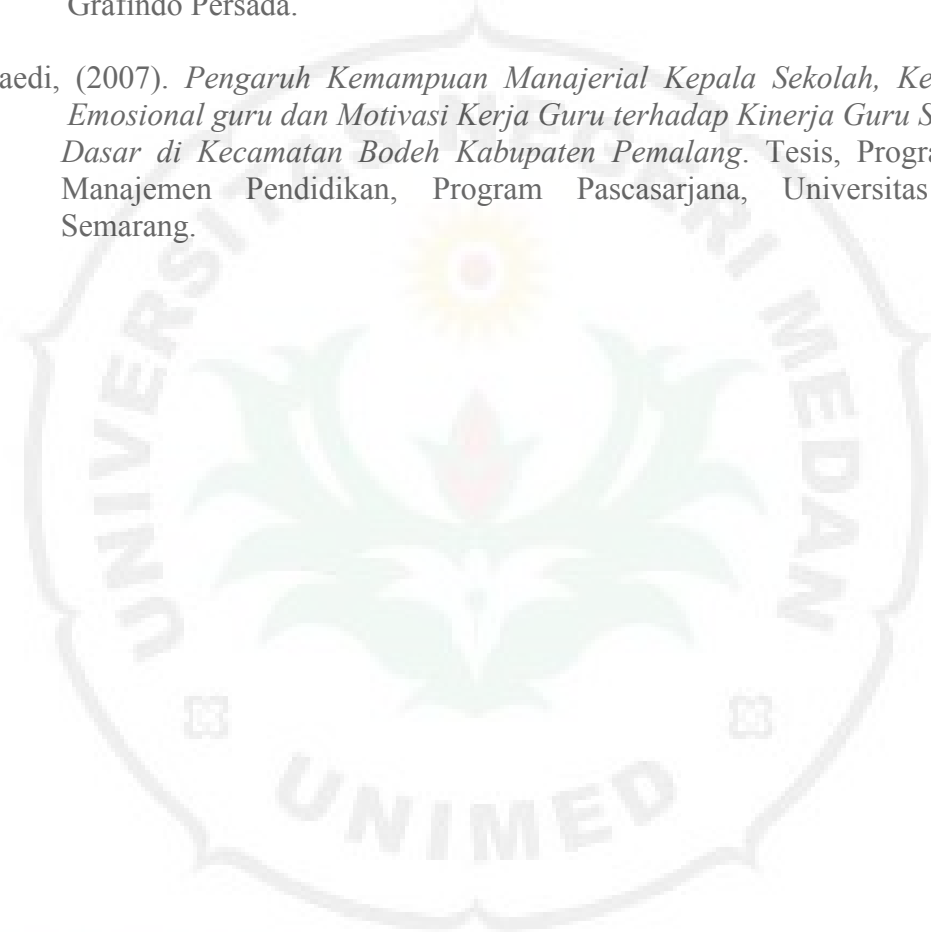 Grafindo Persada.
aedi, (2007). Pengaruh Kemampuan Manajerial Kepala Sekolah, Ke
Emosional guru dan Motivasi Kerja Guru terhadap Kinerja Guru S
Dasar di Kecamatan Bodeh Kabupaten Pemalang. Tesis, Progra
Manajemen Pendidikan, Program Pascasarjana, Universitas
Semarang.
UNIVERSITAS NEGERI MEDAN
UNIMED